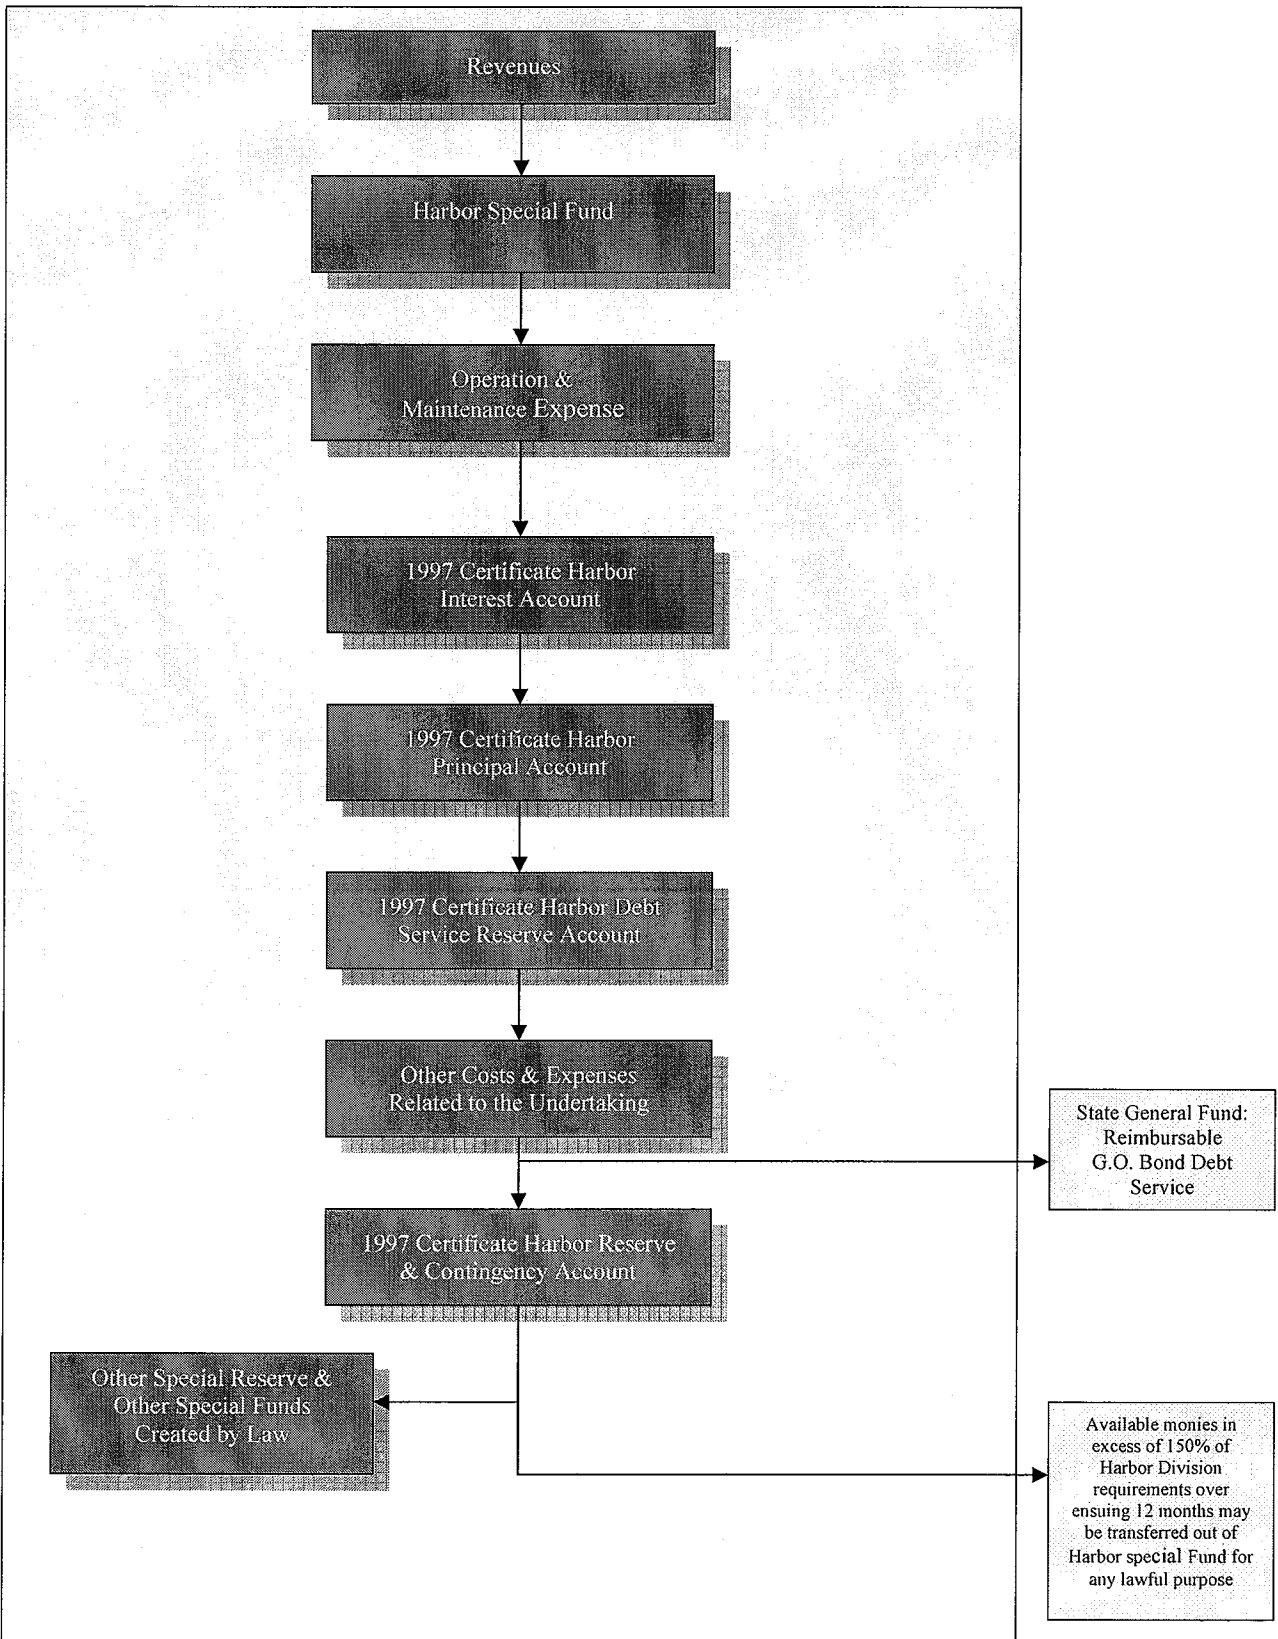 Revenues
Harbor Special Fund
Operation &
Maintenance Expense
1997 Certificate Harbor
Interest Account
1997 Certificate Harbor
Principal Account
1997 Certificate Harbor Debt
Service Reserve Account
Other Costs & Expenses
Related to the Undertaking
State General Fund:
Reimbursable
G.O. Bond Debt
Service
1997 Certificate Harbor Reserve
& Contingency Account
Other Special Reserve &
Other Special Funds
Created by Law
Available monies in
excess of 150% of
Harbor Division
requirements over
ensuing 12 months may
be transferred out of
Harbor special Fund for
any lawful purpose